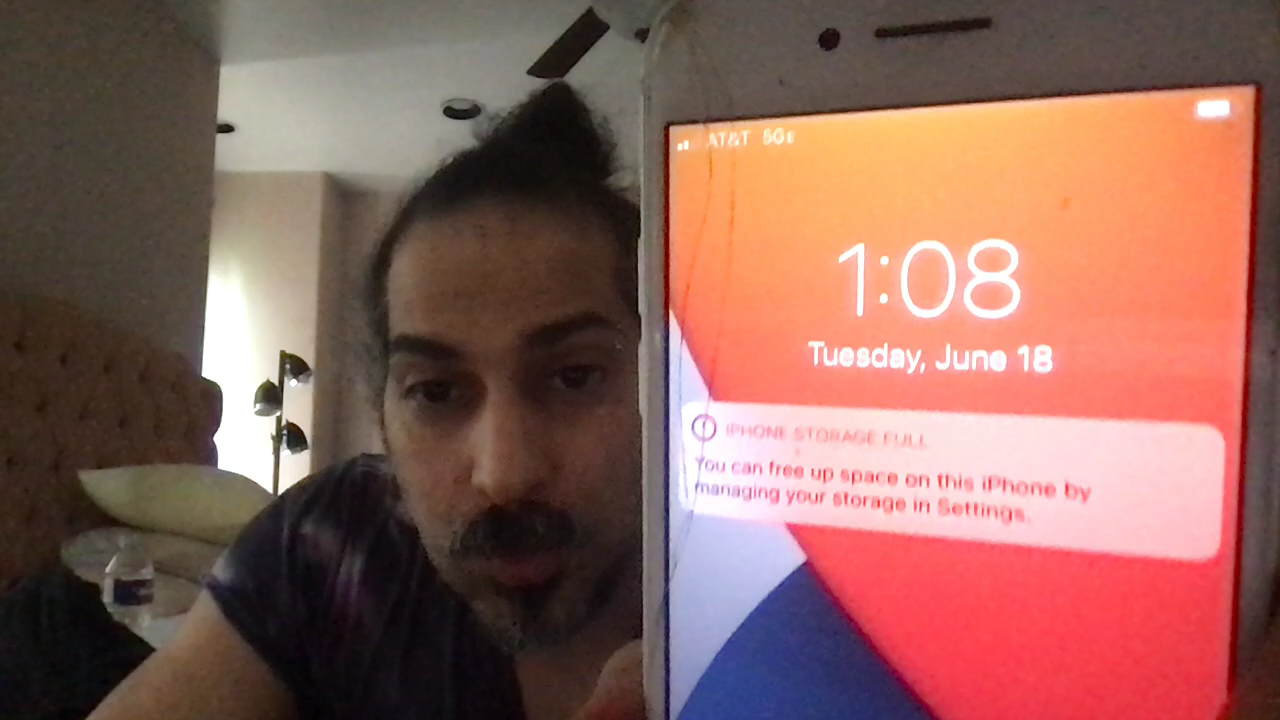 AT&T 5GE
1:08
Tuesday, June 18
IPHONE STORAGE FULL
You can free up space on this iPhone by
managing your storage in Settings.